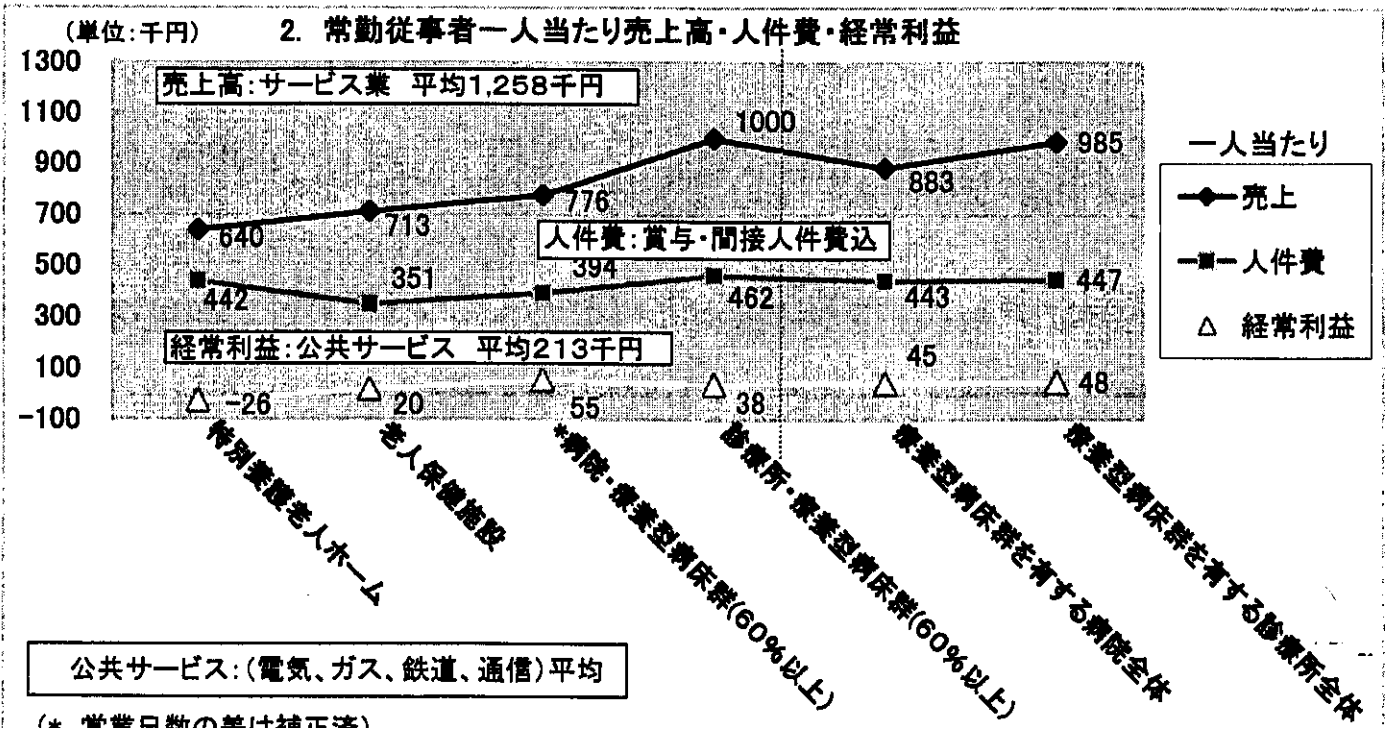 (単位:千円) 2. 常勤従事者一人当たり売上高・人件費・経常利益
1300
1100
900
700
500
300
100
-100
売上高:サービス業 平均1,258千円
640
713
776
1000
883
985
人件費:賞与・間接人件費込
442
351
394
462
443
447
経常利益:公共サービス 平均213千円
-26
20
55
38
45
48
一人当たり
売上
人件費
経常利益
特別養護老人ホーム
老人保健施設
*病院・療養型病床群(60%以上)
診療所・療養型病床群(60%以上)
療養型病床群を有する病院全体
療養型病床群を有する診療所全体
公共サービス:(電気、ガス、鉄道、通信)平均
(* 営業日数の差は補正済)